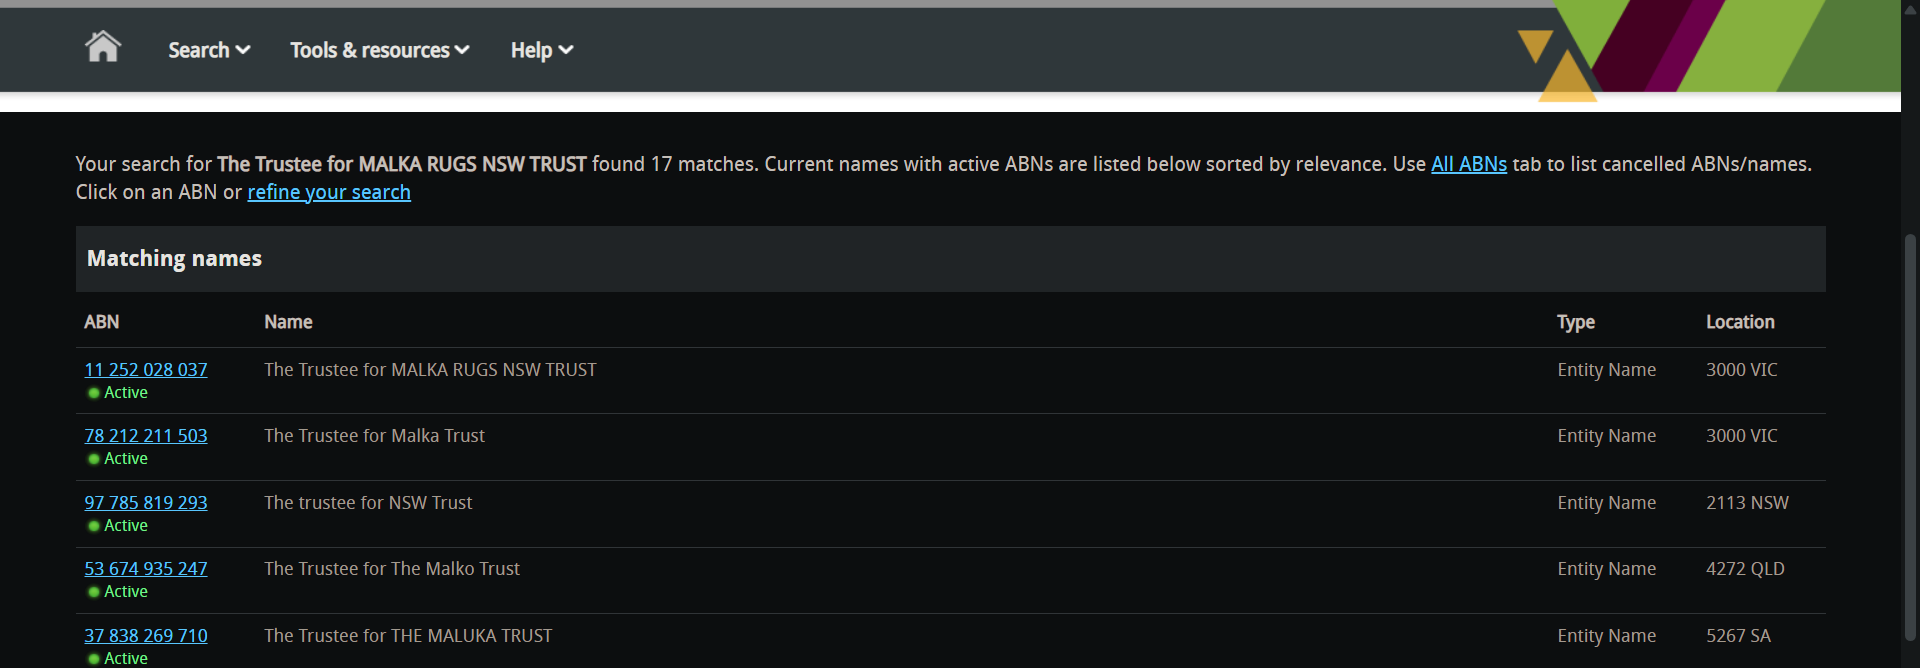 Search
Tools & resources
Help
Your search for The Trustee for MALKA RUGS NSW TRUST found 17 matches. Current names with active ABNs are listed below sorted by relevance. Use All ABNs tab to list cancelled ABNs/names.
Click on an ABN or refine your search
Matching names
ABN Name Type Location
11 252 028 037 The Trustee for MALKA RUGS NSW TRUST Entity Name 3000 VIC
Active
78 212 211 503 The Trustee for Malka Trust Entity Name 3000 VIC
Active
97 785 819 293 The trustee for NSW Trust Entity Name 2113 NSW
Active
53 674 935 247 The Trustee for The Malko Trust Entity Name 4272 QLD
Active
37 838 269 710 The Trustee for THE MALUKA TRUST Entity Name 5267 SA
Active